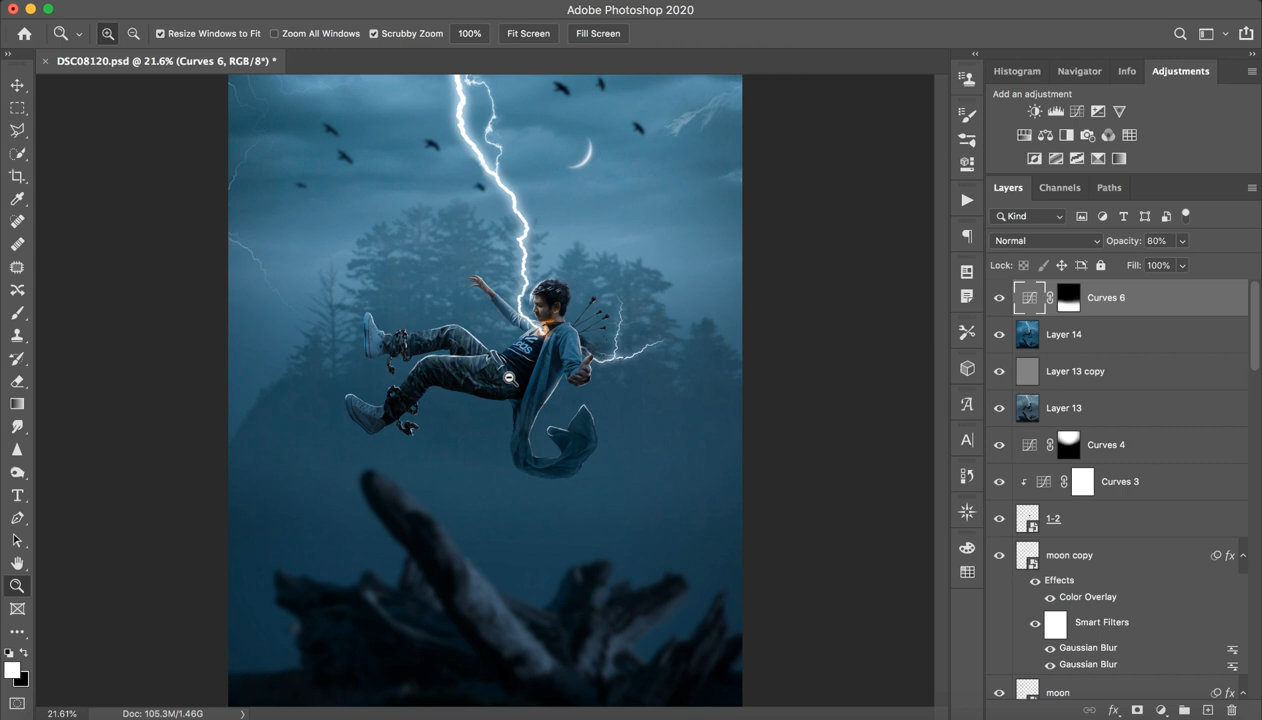 Adobe Photoshop 2020
Resize Windows to Fit
Zoom All Windows
Scrubby Zoom
100%
Fit Screen
Fill Screen
DSC08120.psd @ 21.6% (Curves 6, RGB/8*) *
Histogram
Navigator
Info
Adjustments
Add an adjustment
Layers
Channels
Paths
Kind
Normal
Opacity: 80%
Lock:
Fill: 100%
Curves 6
Layer 14
Layer 13 copy
Layer 13
Curves 4
Curves 3
1-2
moon copy
fx
Effects
Color Overlay
Smart Filters
Gaussian Blur
Gaussian Blur
moon
fx
21.61%
Doc: 105.3M/1.46G
fx